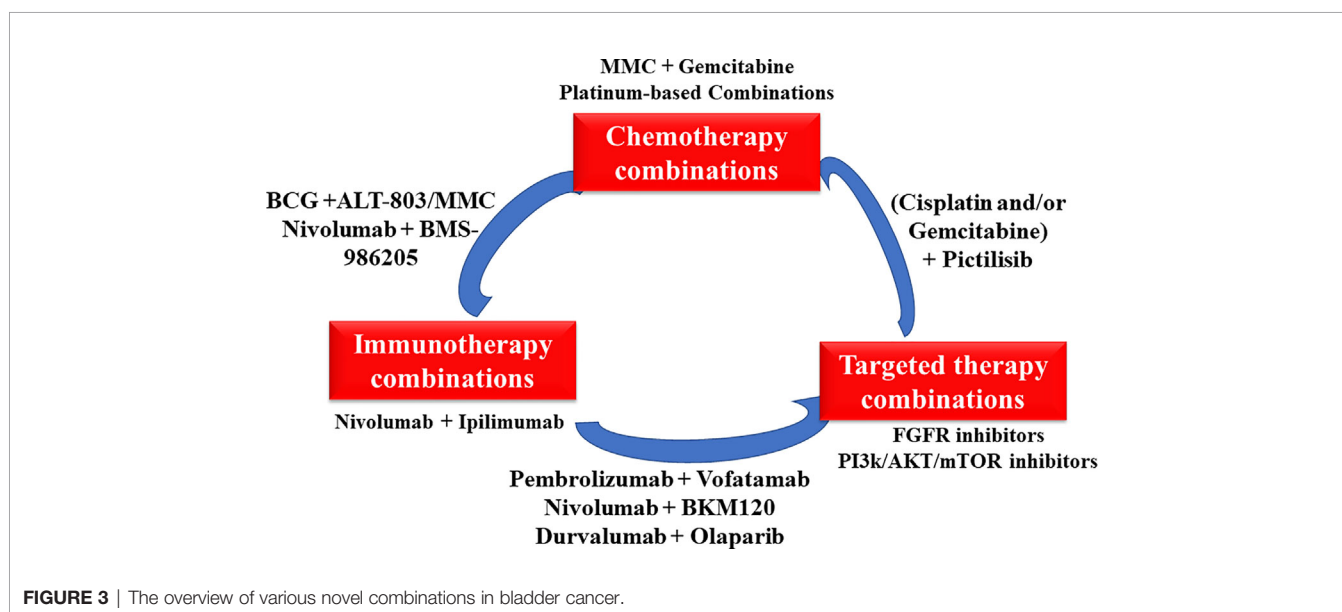 MMC + Gemcitabine
Platinum-based Combinations
Chemotherapy
combinations
BCG +ALT-803/MMC
Nivolumab + BMS-
986205
(Cisplatin and/or
Gemcitabine)
+ Pictilisib
Immunotherapy
combinations
Nivolumab + Ipilimumab
Targeted therapy
combinations
FGFR inhibitors
PI3k/AKT/mTOR inhibitors
Pembrolizumab + Vofatamab
Nivolumab + BKM120
Durvalumab + Olaparib
FIGURE 3 | The overview of various novel combinations in bladder cancer.